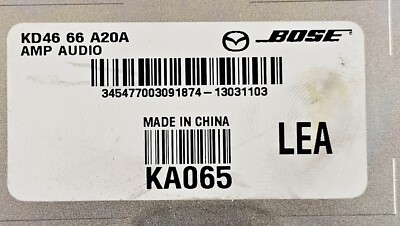 KD46 66 A20A
AMP AUDIO
BOSE
345477003091874-13031103
MADE IN CHINA
KA065
LEA